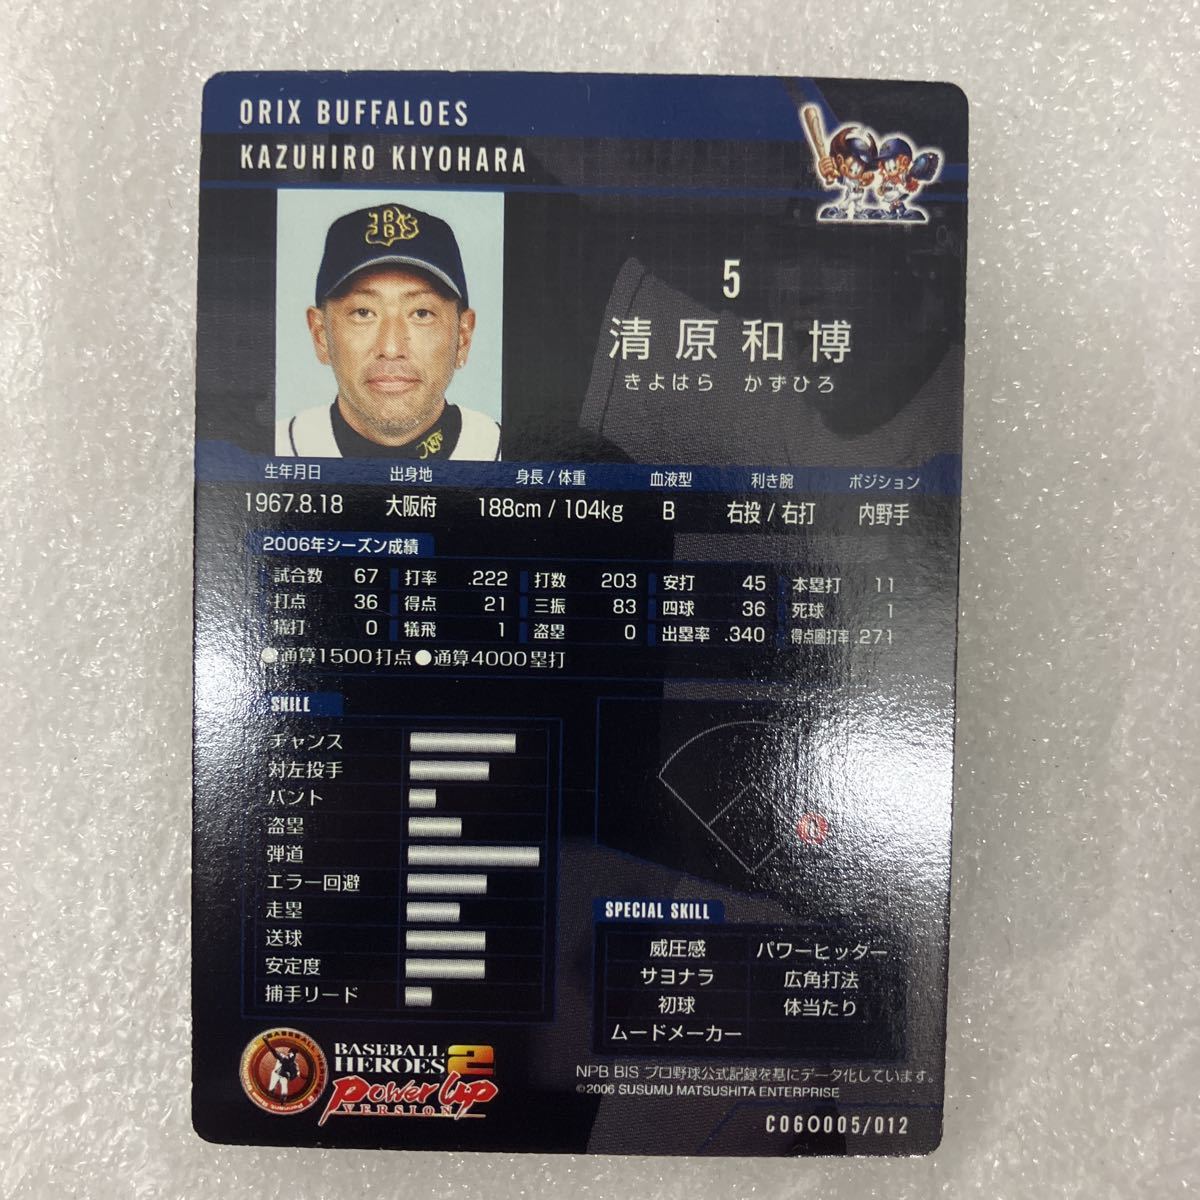 ORIX BUFFALOES
KAZUHIRO KIYOHARA
Bs
5
清原和博
きよはら かずひろ
生年月日 出身地 身長 / 体重 血液型 利き腕 ポジション
1967.8.18 大阪府 188cm / 104kg B 右投 / 右打 内野手
2006年シーズン成績
試合数 67 打率 .222 打数 203 安打 45 本塁打 11
打点 36 得点 21 三振 83 四球 36 死球 1
犠打 0 犠飛 1 盗塁 0 出塁率 .340 得点圏打率 .271
●通算1500打点 ●通算4000塁打
SKILL
チャンス
対左投手
バント
盗塁
弾道
エラー回避
走塁
送球
安定度
捕手リード
SPECIAL SKILL
威圧感 パワーヒッター
サヨナラ 広角打法
初球 体当たり
ムードメーカー
BASEBALL HEROES 2
Power Up
VERSION
NPB BIS プロ野球公式記録を基にデータ化しています。
©2006 SUSUMU MATSUSHITA ENTERPRISE
C06O005/012